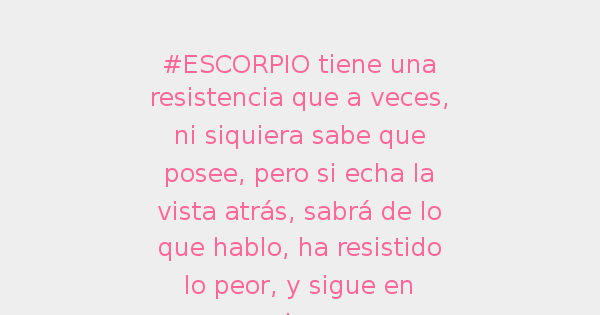 #ESCORPIO tiene una
resistencia que a veces,
ni siquiera sabe que
posee, pero si echa la
vista atrás, sabrá de lo
que hablo, ha resistido
lo peor, y sigue en